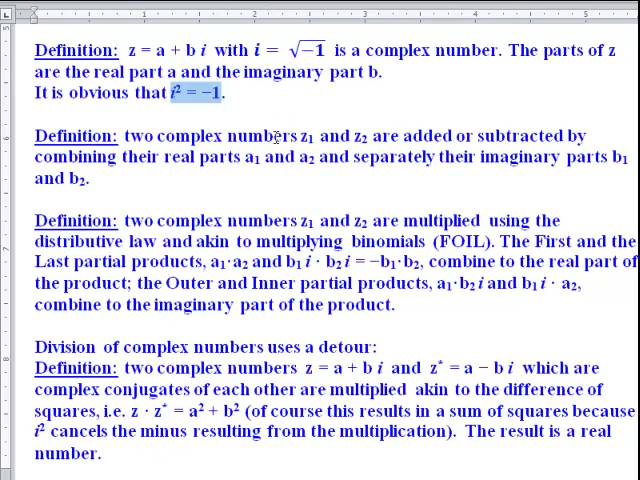 1 2 3 4 5
Definition: z = a + b i with i = √−1 is a complex number. The parts of z
are the real part a and the imaginary part b.
It is obvious that i² = −1.
Definition: two complex numbers z₁ and z₂ are added or subtracted by
combining their real parts a₁ and a₂ and separately their imaginary parts b₁
and b₂.
Definition: two complex numbers z₁ and z₂ are multiplied using the
distributive law and akin to multiplying binomials (FOIL). The First and the
Last partial products, a₁·a₂ and b₁ i · b₂ i = −b₁·b₂, combine to the real part of
the product; the Outer and Inner partial products, a₁·b₂ i and b₁ i · a₂,
combine to the imaginary part of the product.
Division of complex numbers uses a detour:
Definition: two complex numbers z = a + b i and z* = a − b i which are
complex conjugates of each other are multiplied akin to the difference of
squares, i.e. z · z* = a² + b² (of course this results in a sum of squares because
i² cancels the minus resulting from the multiplication). The result is a real
number.